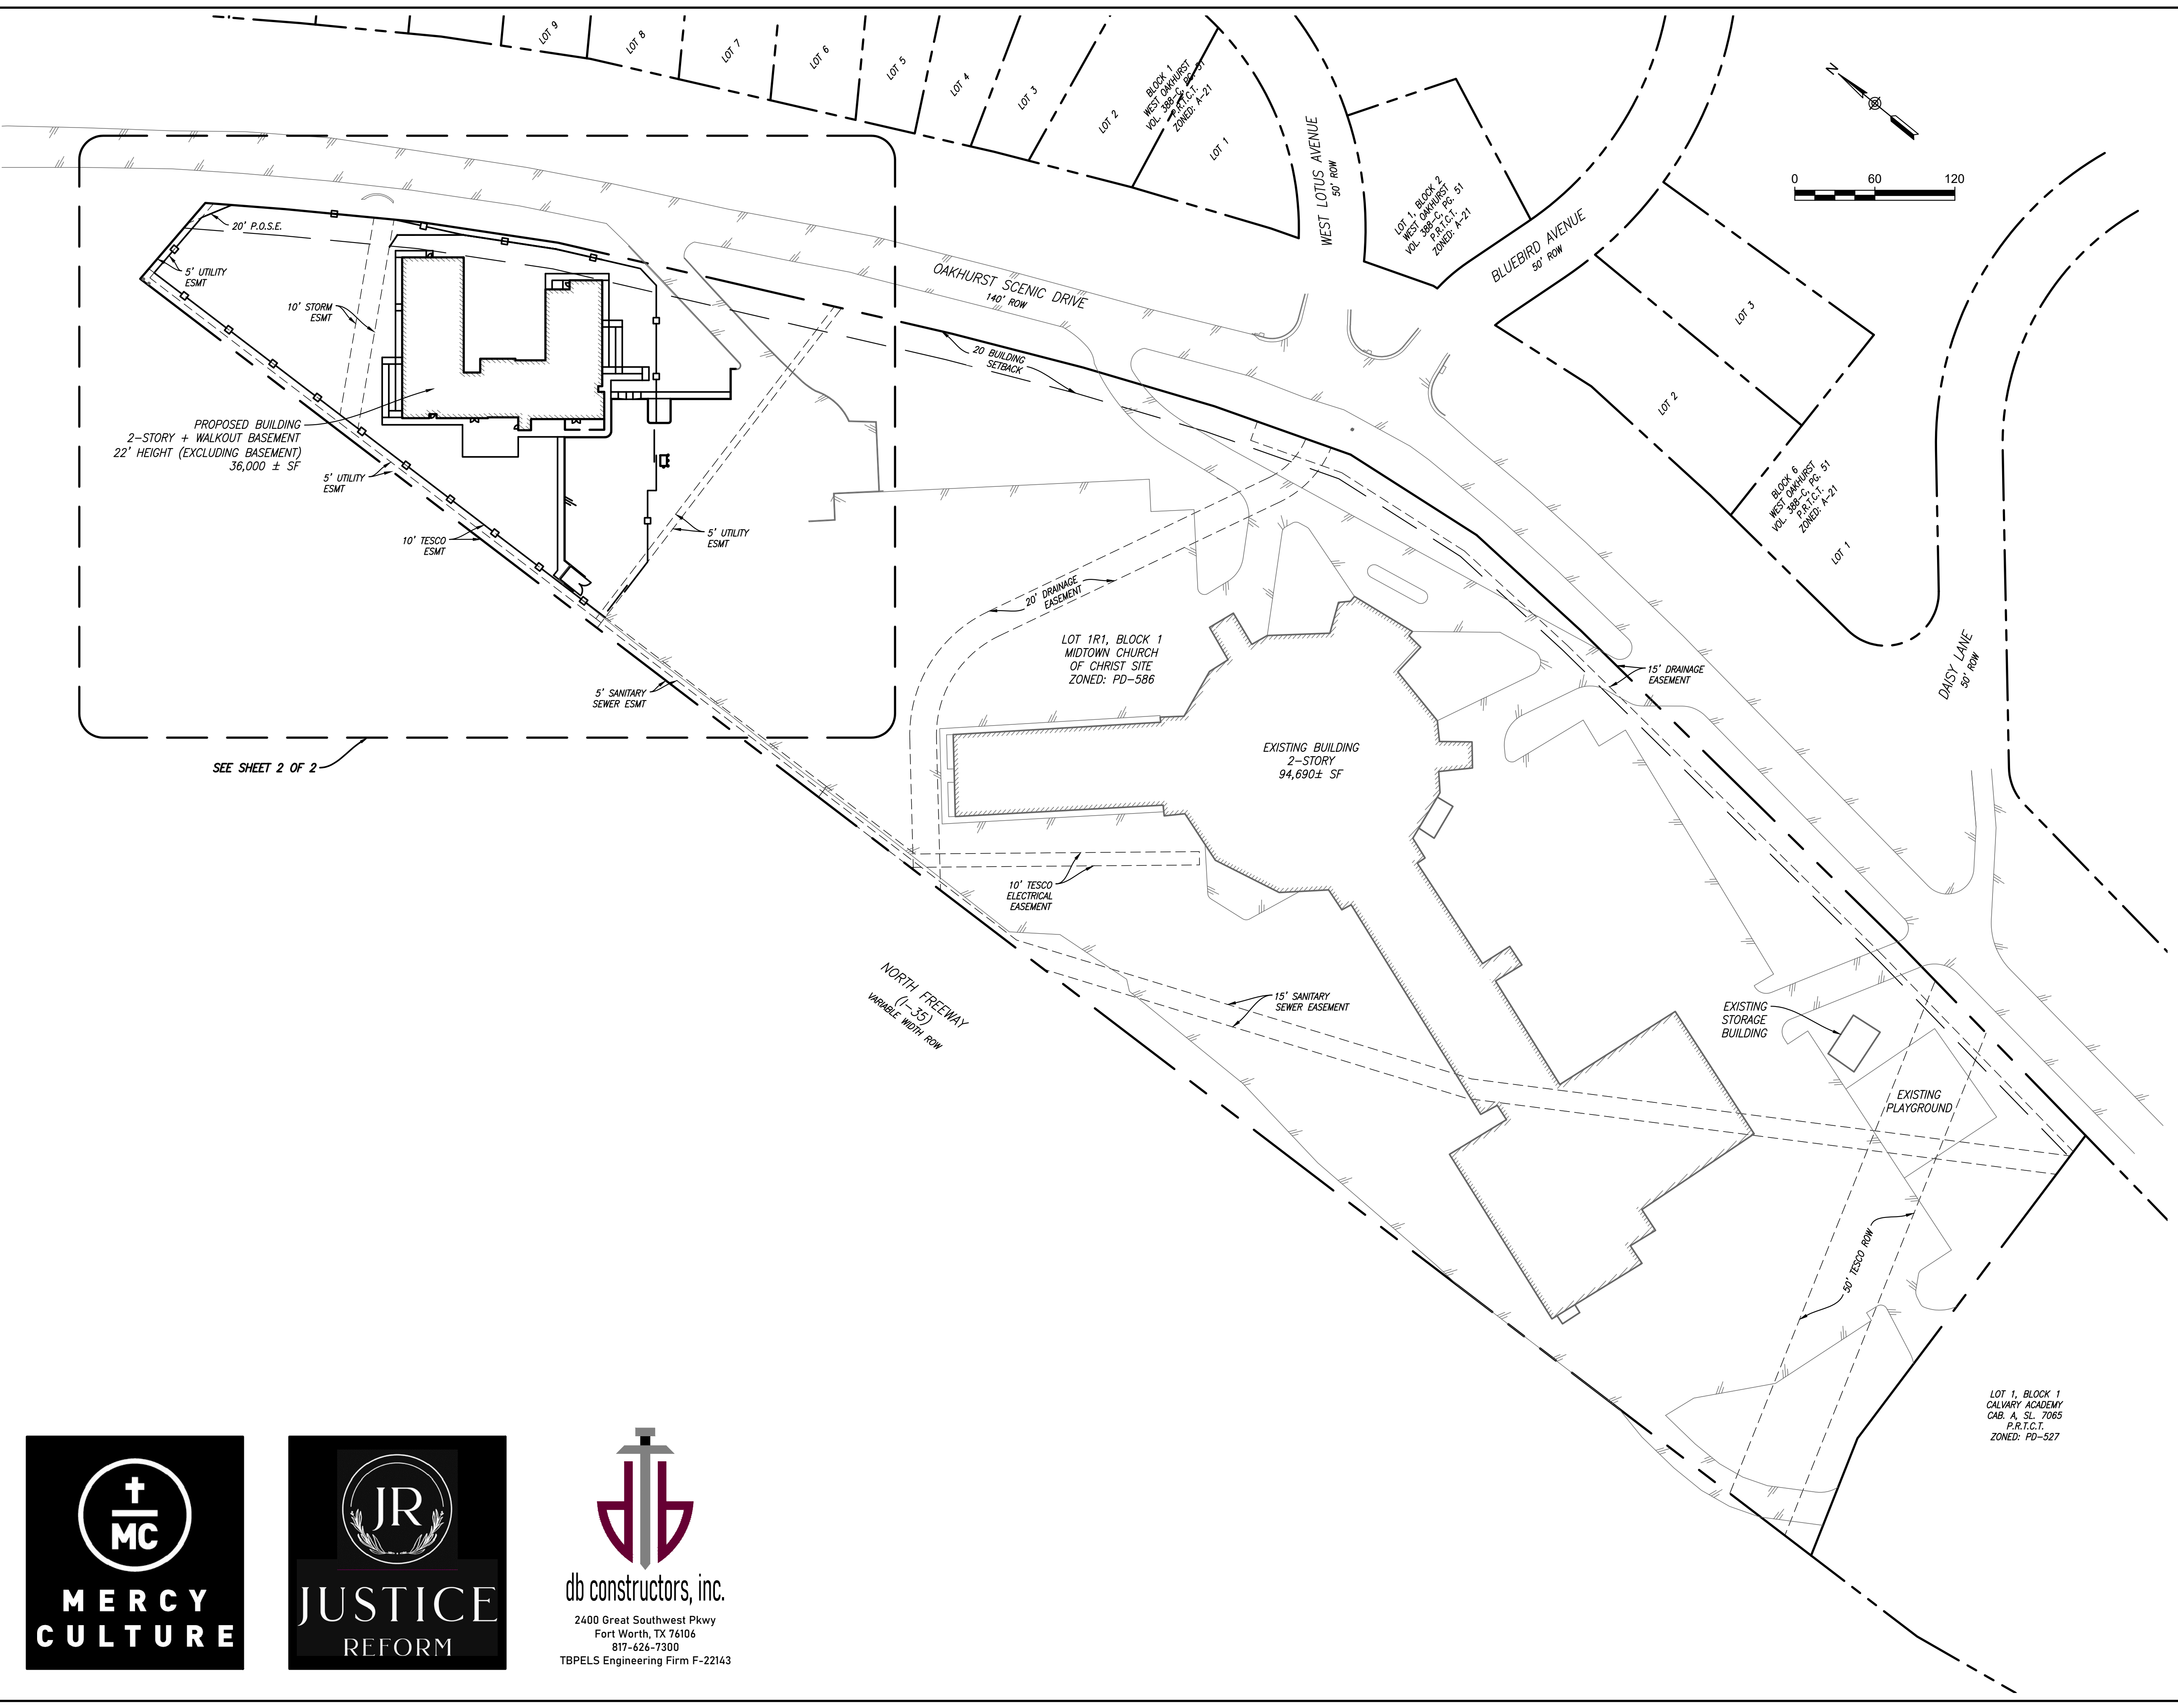 LOT 9
LOT 8
LOT 7
LOT 6
LOT 5
LOT 4
LOT 3
LOT 2
BLOCK 1
WEST OAKHURST
VOL. 388-C, PG. 51
P.R.T.C.T.
ZONED: A-21
LOT 1
WEST LOTUS AVENUE
50' ROW
LOT 1, BLOCK 2
WEST OAKHURST
VOL. 388-C, PG. 51
P.R.T.C.T.
ZONED: A-21
BLUEBIRD AVENUE
50' ROW
N
0 60 120
LOT 3
LOT 2
BLOCK 6
WEST OAKHURST
VOL. 388-C, PG. 51
P.R.T.C.T.
ZONED: A-21
LOT 1
DAISY LANE
50' ROW
OAKHURST SCENIC DRIVE
140' ROW
20 BUILDING
SETBACK
20' P.O.S.E.
5' UTILITY
ESMT
10' STORM
ESMT
PROPOSED BUILDING
2-STORY + WALKOUT BASEMENT
22' HEIGHT (EXCLUDING BASEMENT)
36,000 ± SF
5' UTILITY
ESMT
10' TESCO
ESMT
5' UTILITY
ESMT
5' SANITARY
SEWER ESMT
SEE SHEET 2 OF 2
20' DRAINAGE
EASEMENT
LOT 1R1, BLOCK 1
MIDTOWN CHURCH
OF CHRIST SITE
ZONED: PD-586
15' DRAINAGE
EASEMENT
EXISTING BUILDING
2-STORY
94,690± SF
10' TESCO
ELECTRICAL
EASEMENT
NORTH FREEWAY
(I-35)
VARIABLE WIDTH ROW
15' SANITARY
SEWER EASEMENT
EXISTING
STORAGE
BUILDING
EXISTING
PLAYGROUND
50' TESCO ROW
LOT 1, BLOCK 1
CALVARY ACADEMY
CAB. A, SL. 7065
P.R.T.C.T.
ZONED: PD-527
MC
MERCY
CULTURE
JR
JUSTICE
REFORM
db constructors, inc.
2400 Great Southwest Pkwy
Fort Worth, TX 76106
817-626-7300
TBPELS Engineering Firm F-22143